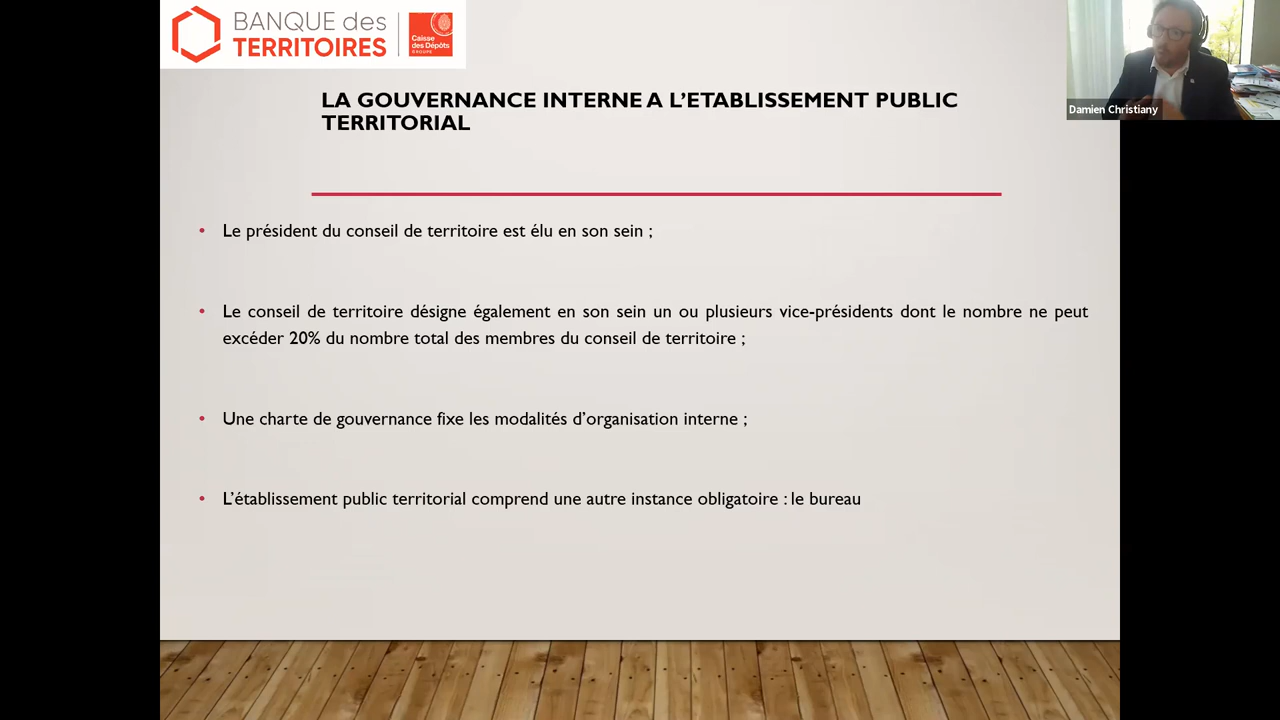 BANQUE des
TERRITOIRES
Caisse
des Dépôts
GROUPE
Damien Christiany
LA GOUVERNANCE INTERNE A L’ETABLISSEMENT PUBLIC
TERRITORIAL
• Le président du conseil de territoire est élu en son sein ;
• Le conseil de territoire désigne également en son sein un ou plusieurs vice-présidents dont le nombre ne peut
excéder 20% du nombre total des membres du conseil de territoire ;
• Une charte de gouvernance fixe les modalités d’organisation interne ;
• L’établissement public territorial comprend une autre instance obligatoire : le bureau